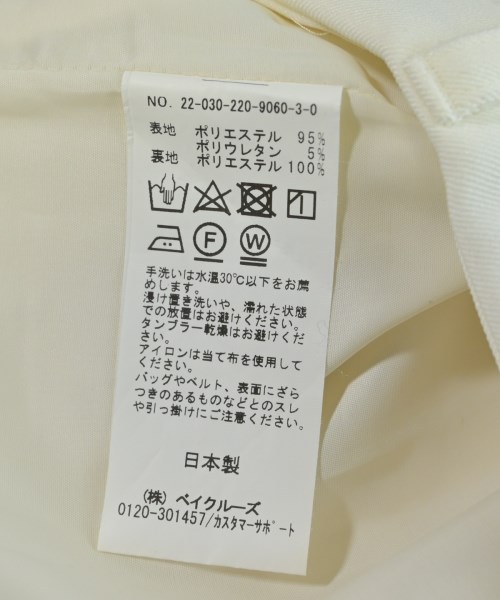 NO. 22-030-220-9060-3-0
表地 ポリエステル 95%
ポリウレタン 5%
裏地 ポリエステル 100%
F W
手洗いは水温30℃以下をお薦
めします。
浸け置き洗いや、濡れた状態
での放置はお避けください。
タンブラー乾燥はお避けくだ
さい。
アイロンは当て布を使用して
ください。
バッグやベルト、表面にざら
つきのあるものなどとのスレ
や引っ掛けにご注意ください。
日本製
(株) ベイクルーズ
0120-301457/カスタマーサポート